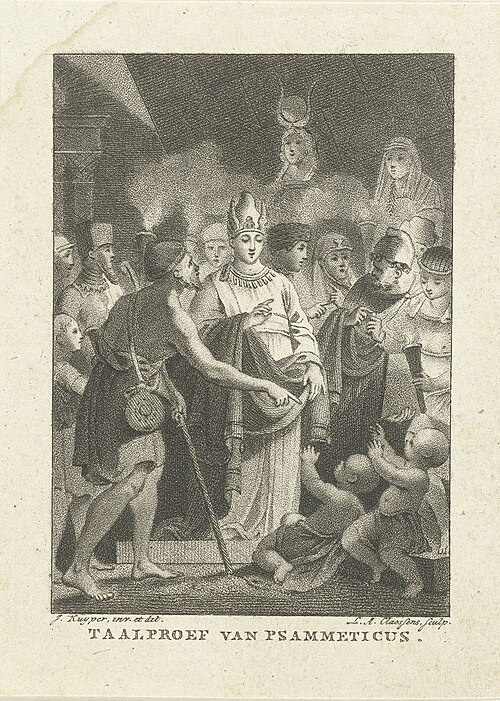 J. Kuyper, inv. et del.
L. A. Claessens, sculp.
TAALPROEF VAN PSAMMETICUS.